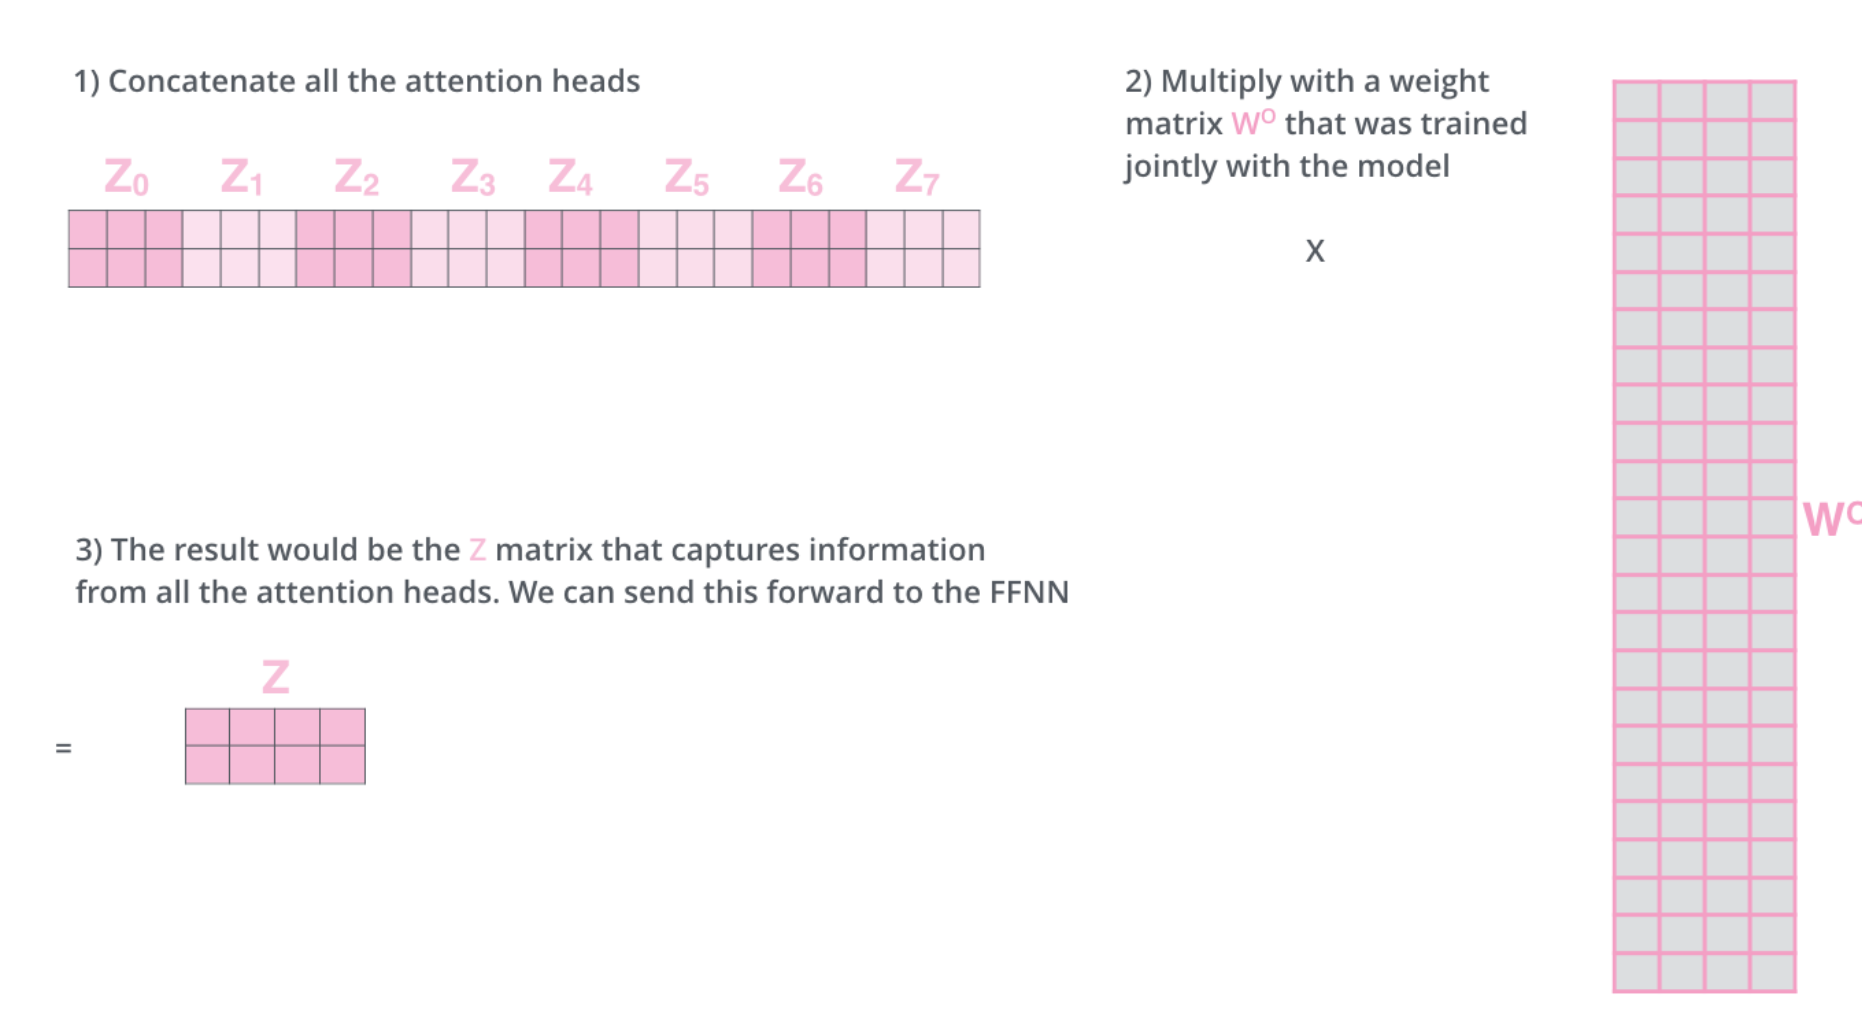 1) Concatenate all the attention heads
Z0 Z1 Z2 Z3 Z4 Z5 Z6 Z7
2) Multiply with a weight
matrix W^O that was trained
jointly with the model
X
W^O
3) The result would be the Z matrix that captures information
from all the attention heads. We can send this forward to the FFNN
Z
=